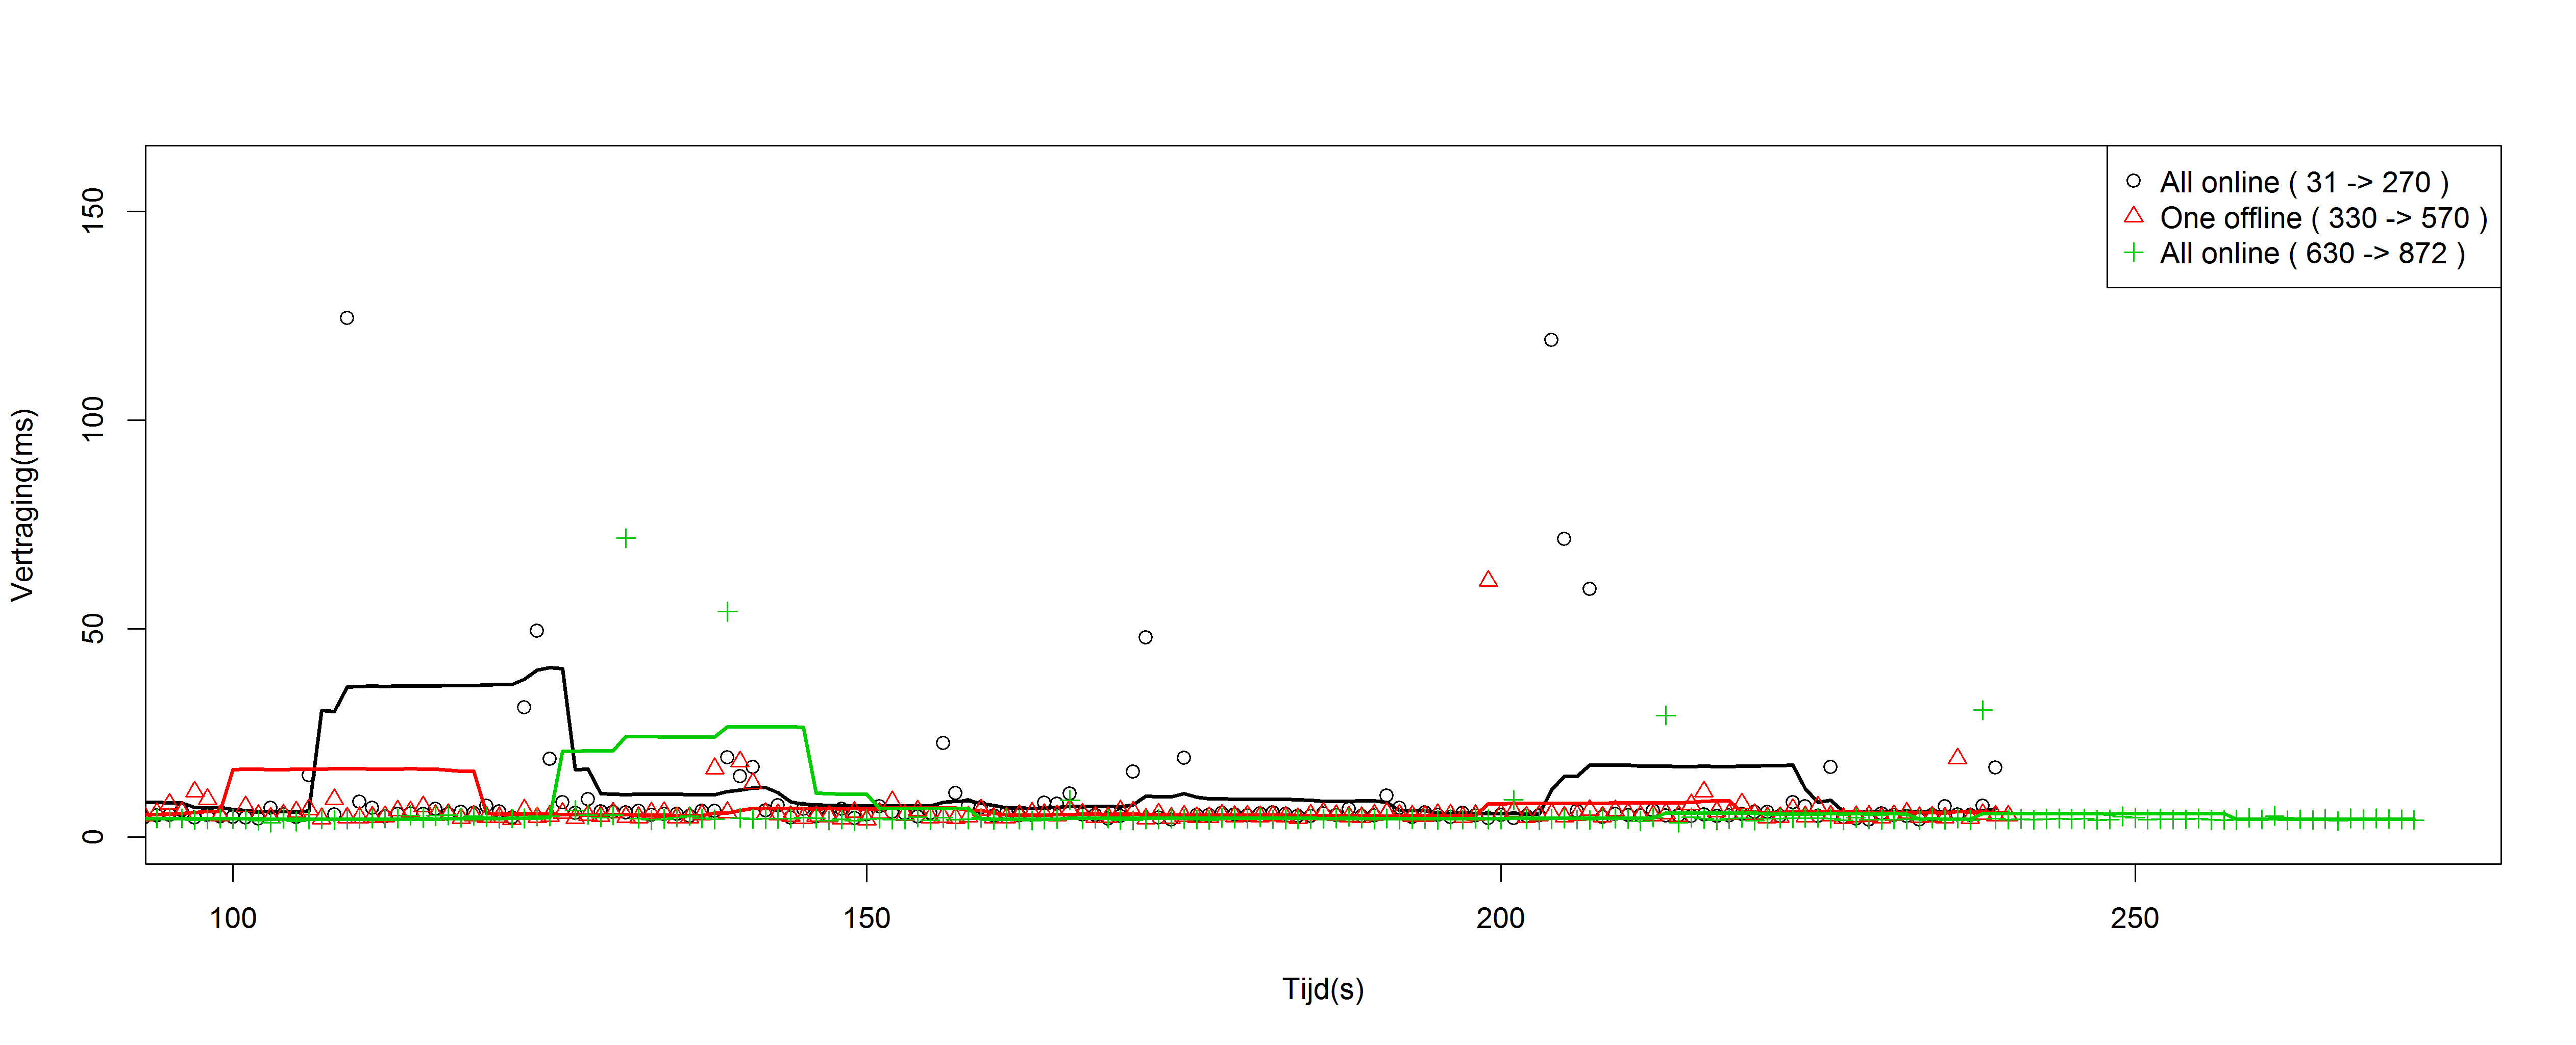 All online ( 31 -> 270 )
One offline ( 330 -> 570 )
All online ( 630 -> 872 )
150
100
50
0
Vertraging(ms)
100
150
200
250
Tijd(s)